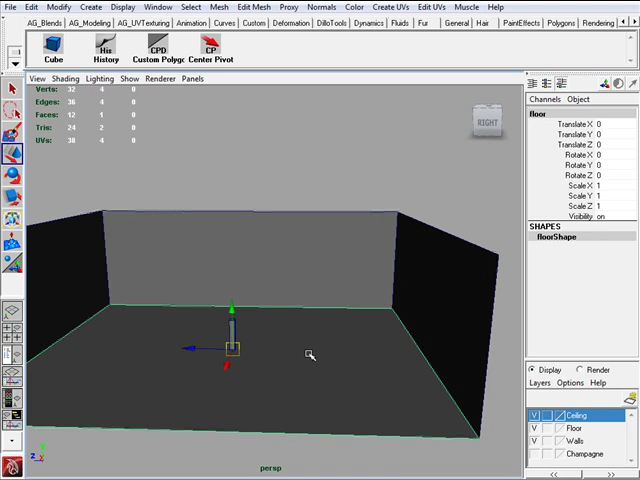 File Edit Modify Create Display Window Select Mesh Edit Mesh Proxy Normals Color Create UVs Edit UVs Muscle Help
AG_Blends AG_Modeling AG_UVTexturing Animation Curves Custom Deformation DilloTools Dynamics Fluids Fur General Hair PaintEffects Polygons Rendering
His CPD CP
Cube History Custom Polygo Center Pivot
View Shading Lighting Show Renderer Panels
Verts: 32 4 0
Edges: 36 4 0
Faces: 12 1 0
Tris: 24 2 0
UVs: 38 4 0
RIGHT
persp
Channels Object
floor
Translate X 0
Translate Y 0
Translate Z 0
Rotate X 0
Rotate Y 0
Rotate Z 0
Scale X 1
Scale Y 1
Scale Z 1
Visibility on
SHAPES
floorShape
Display Render
Layers Options Help
V Ceiling
V Floor
V Walls
Champagne
<< >>